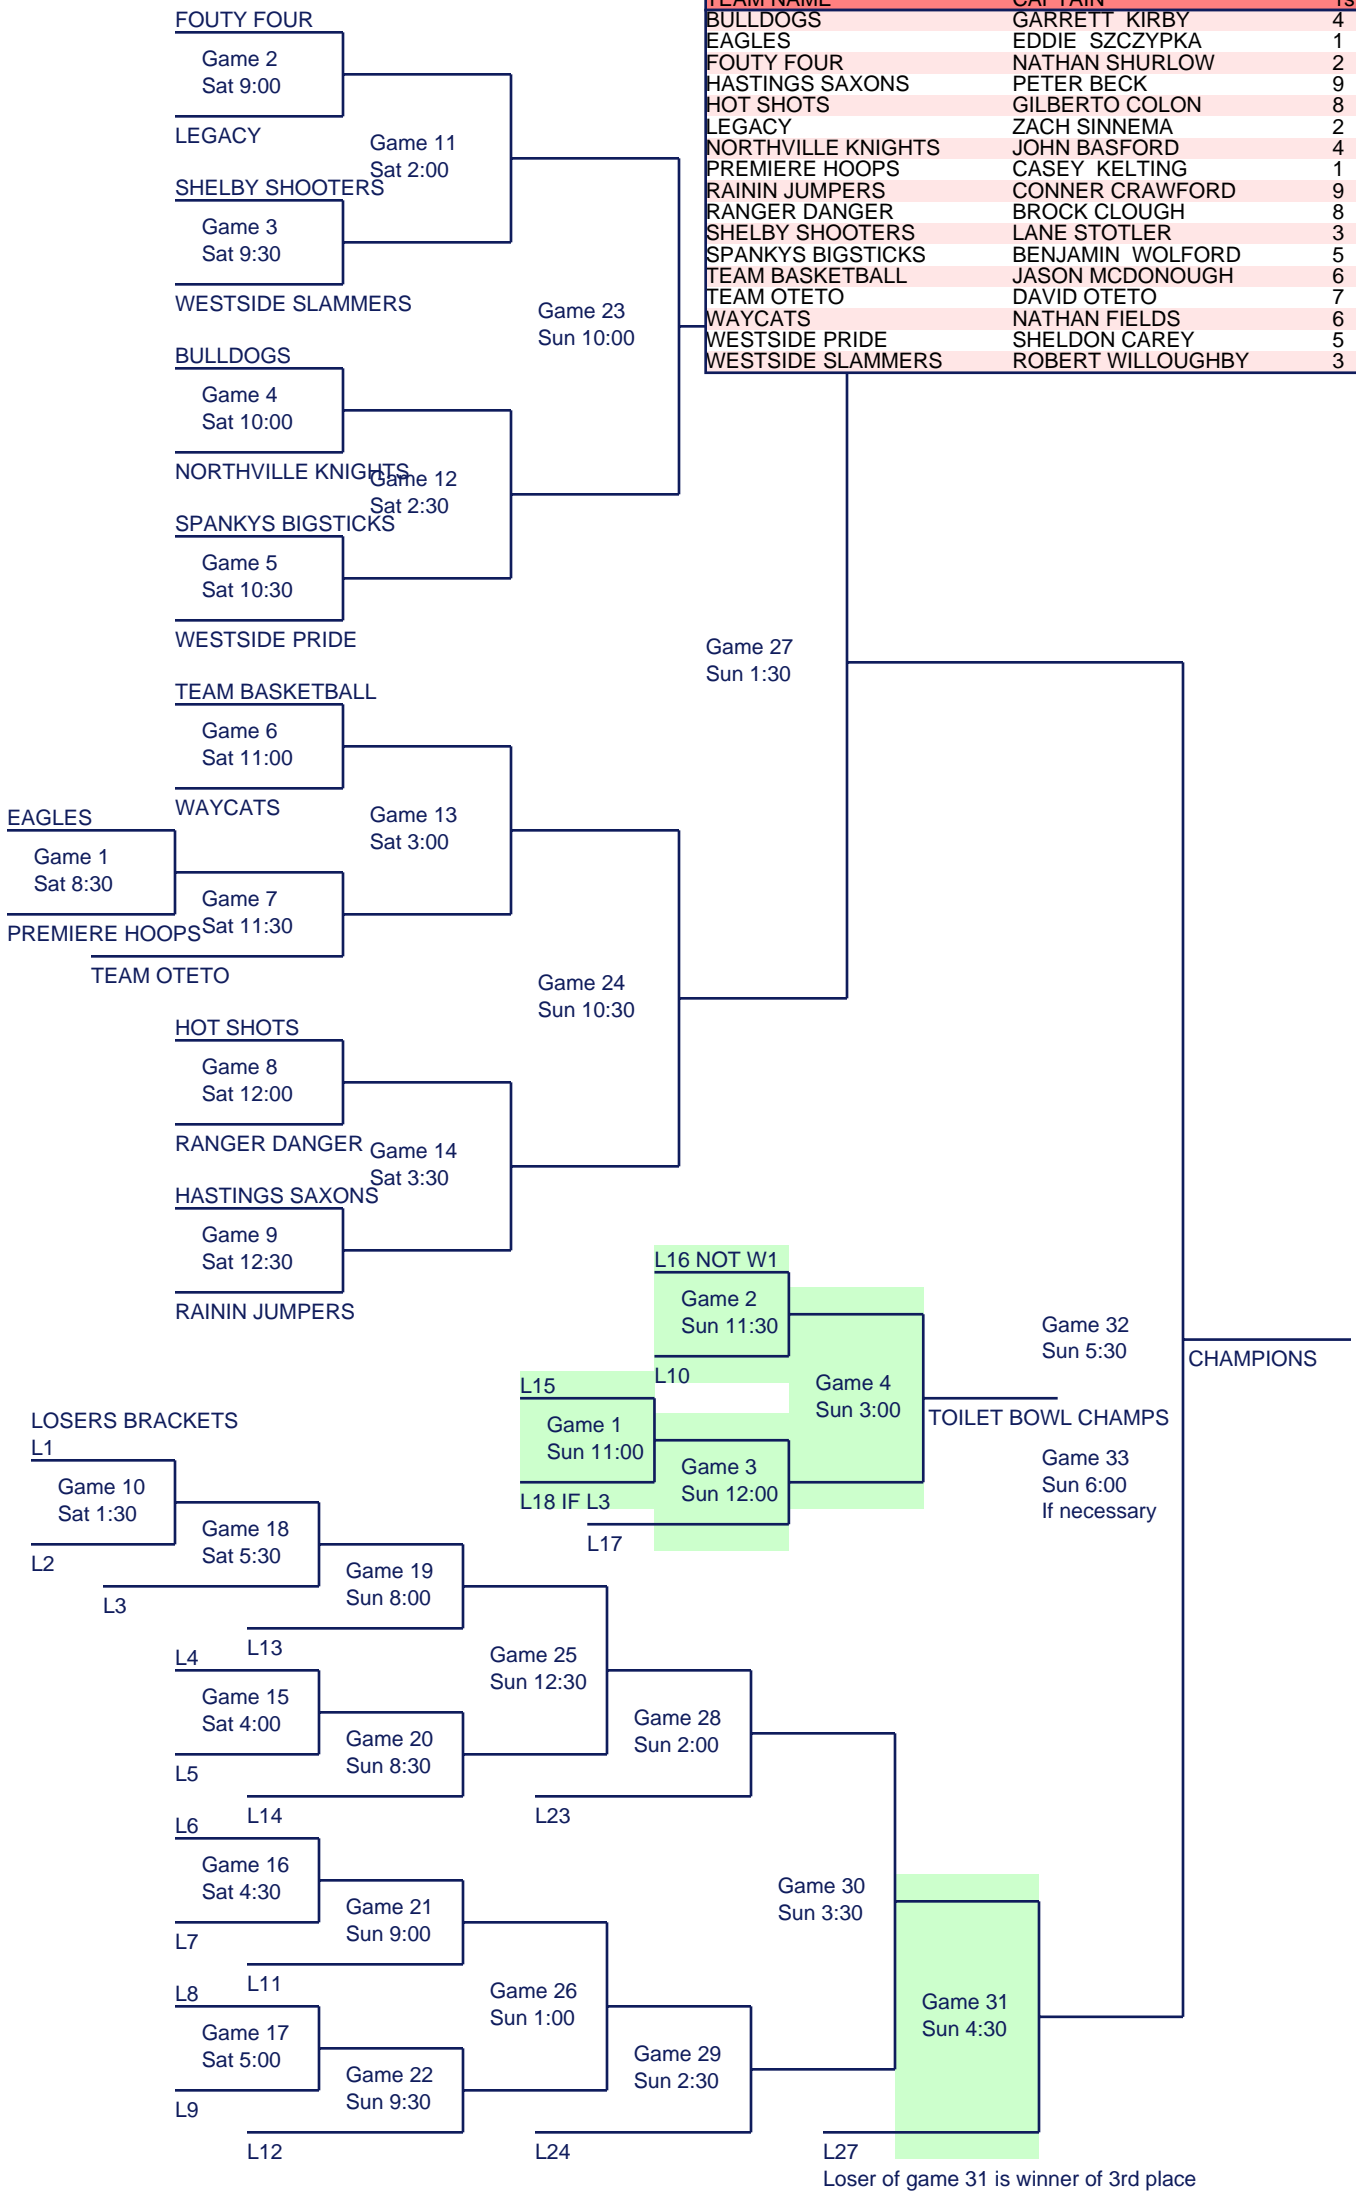 TEAM NAME CAPTAIN 1s
BULLDOGS GARRETT KIRBY 4
EAGLES EDDIE SZCZYPKA 1
FOUTY FOUR NATHAN SHURLOW 2
HASTINGS SAXONS PETER BECK 9
HOT SHOTS GILBERTO COLON 8
LEGACY ZACH SINNEMA 2
NORTHVILLE KNIGHTS JOHN BASFORD 4
PREMIERE HOOPS CASEY KELTING 1
RAININ JUMPERS CONNER CRAWFORD 9
RANGER DANGER BROCK CLOUGH 8
SHELBY SHOOTERS LANE STOTLER 3
SPANKYS BIGSTICKS BENJAMIN WOLFORD 5
TEAM BASKETBALL JASON MCDONOUGH 6
TEAM OTETO DAVID OTETO 7
WAYCATS NATHAN FIELDS 6
WESTSIDE PRIDE SHELDON CAREY 5
WESTSIDE SLAMMERS ROBERT WILLOUGHBY 3
FOUTY FOUR
Game 2
Sat 9:00
LEGACY
Game 11
Sat 2:00
SHELBY SHOOTERS
Game 3
Sat 9:30
WESTSIDE SLAMMERS
Game 23
Sun 10:00
BULLDOGS
Game 4
Sat 10:00
NORTHVILLE KNIGHTS
Game 12
Sat 2:30
SPANKYS BIGSTICKS
Game 5
Sat 10:30
WESTSIDE PRIDE
Game 27
Sun 1:30
TEAM BASKETBALL
Game 6
Sat 11:00
WAYCATS
Game 13
Sat 3:00
EAGLES
Game 1
Sat 8:30
PREMIERE HOOPS
Game 7
Sat 11:30
TEAM OTETO
Game 24
Sun 10:30
HOT SHOTS
Game 8
Sat 12:00
RANGER DANGER
Game 14
Sat 3:30
HASTINGS SAXONS
Game 9
Sat 12:30
RAININ JUMPERS
L16 NOT W1
Game 2
Sun 11:30
L10
L15
Game 1
Sun 11:00
L18 IF L3
Game 3
Sun 12:00
L17
Game 4
Sun 3:00
TOILET BOWL CHAMPS
Game 32
Sun 5:30
CHAMPIONS
Game 33
Sun 6:00
If necessary
LOSERS BRACKETS
L1
Game 10
Sat 1:30
L2
Game 18
Sat 5:30
L3
Game 19
Sun 8:00
L13
Game 25
Sun 12:30
L4
Game 15
Sat 4:00
L5
Game 20
Sun 8:30
L14
Game 28
Sun 2:00
L23
L6
Game 16
Sat 4:30
L7
Game 21
Sun 9:00
L11
Game 30
Sun 3:30
L8
Game 17
Sat 5:00
L9
Game 22
Sun 9:30
L12
Game 26
Sun 1:00
Game 29
Sun 2:30
L24
Game 31
Sun 4:30
L27
Loser of game 31 is winner of 3rd place